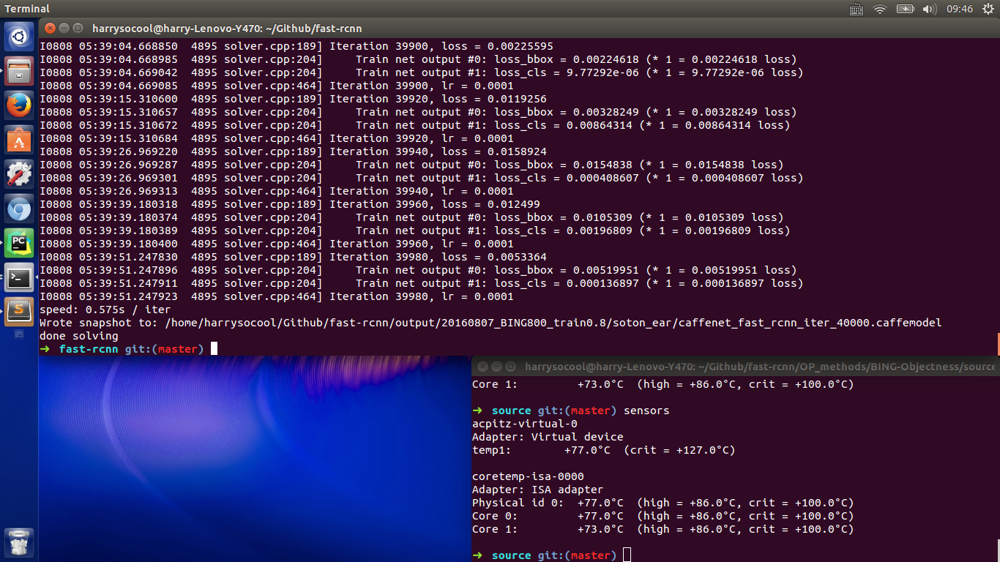 Terminal
09:46
harrysocool@harry-Lenovo-Y470: ~/Github/fast-rcnn
I0808 05:39:04.668850  4895 solver.cpp:189] Iteration 39900, loss = 0.00225595
I0808 05:39:04.668985  4895 solver.cpp:204]     Train net output #0: loss_bbox = 0.00224618 (* 1 = 0.00224618 loss)
I0808 05:39:04.669042  4895 solver.cpp:204]     Train net output #1: loss_cls = 9.77292e-06 (* 1 = 9.77292e-06 loss)
I0808 05:39:04.669085  4895 solver.cpp:464] Iteration 39900, lr = 0.0001
I0808 05:39:15.310600  4895 solver.cpp:189] Iteration 39920, loss = 0.0119256
I0808 05:39:15.310657  4895 solver.cpp:204]     Train net output #0: loss_bbox = 0.00328249 (* 1 = 0.00328249 loss)
I0808 05:39:15.310672  4895 solver.cpp:204]     Train net output #1: loss_cls = 0.00864314 (* 1 = 0.00864314 loss)
I0808 05:39:15.310684  4895 solver.cpp:464] Iteration 39920, lr = 0.0001
I0808 05:39:26.969220  4895 solver.cpp:189] Iteration 39940, loss = 0.0158924
I0808 05:39:26.969287  4895 solver.cpp:204]     Train net output #0: loss_bbox = 0.0154838 (* 1 = 0.0154838 loss)
I0808 05:39:26.969301  4895 solver.cpp:204]     Train net output #1: loss_cls = 0.000408607 (* 1 = 0.000408607 loss)
I0808 05:39:26.969313  4895 solver.cpp:464] Iteration 39940, lr = 0.0001
I0808 05:39:39.180318  4895 solver.cpp:189] Iteration 39960, loss = 0.012499
I0808 05:39:39.180374  4895 solver.cpp:204]     Train net output #0: loss_bbox = 0.0105309 (* 1 = 0.0105309 loss)
I0808 05:39:39.180389  4895 solver.cpp:204]     Train net output #1: loss_cls = 0.00196809 (* 1 = 0.00196809 loss)
I0808 05:39:39.180400  4895 solver.cpp:464] Iteration 39960, lr = 0.0001
I0808 05:39:51.247830  4895 solver.cpp:189] Iteration 39980, loss = 0.0053364
I0808 05:39:51.247896  4895 solver.cpp:204]     Train net output #0: loss_bbox = 0.00519951 (* 1 = 0.00519951 loss)
I0808 05:39:51.247911  4895 solver.cpp:204]     Train net output #1: loss_cls = 0.000136897 (* 1 = 0.000136897 loss)
I0808 05:39:51.247923  4895 solver.cpp:464] Iteration 39980, lr = 0.0001
speed: 0.575s / iter
Wrote snapshot to: /home/harrysocool/Github/fast-rcnn/output/20160807_BING800_train0.8/soton_ear/caffenet_fast_rcnn_iter_40000.caffemodel
done solving
➜  fast-rcnn git:(master)
PC
harrysocool@harry-Lenovo-Y470: ~/Github/fast-rcnn/OP_methods/BING-Objectness/source
Core 1:         +73.0°C  (high = +86.0°C, crit = +100.0°C)
➜  source git:(master) sensors
acpitz-virtual-0
Adapter: Virtual device
temp1:        +77.0°C  (crit = +127.0°C)
coretemp-isa-0000
Adapter: ISA adapter
Physical id 0:  +77.0°C  (high = +86.0°C, crit = +100.0°C)
Core 0:         +77.0°C  (high = +86.0°C, crit = +100.0°C)
Core 1:         +73.0°C  (high = +86.0°C, crit = +100.0°C)
➜  source git:(master)